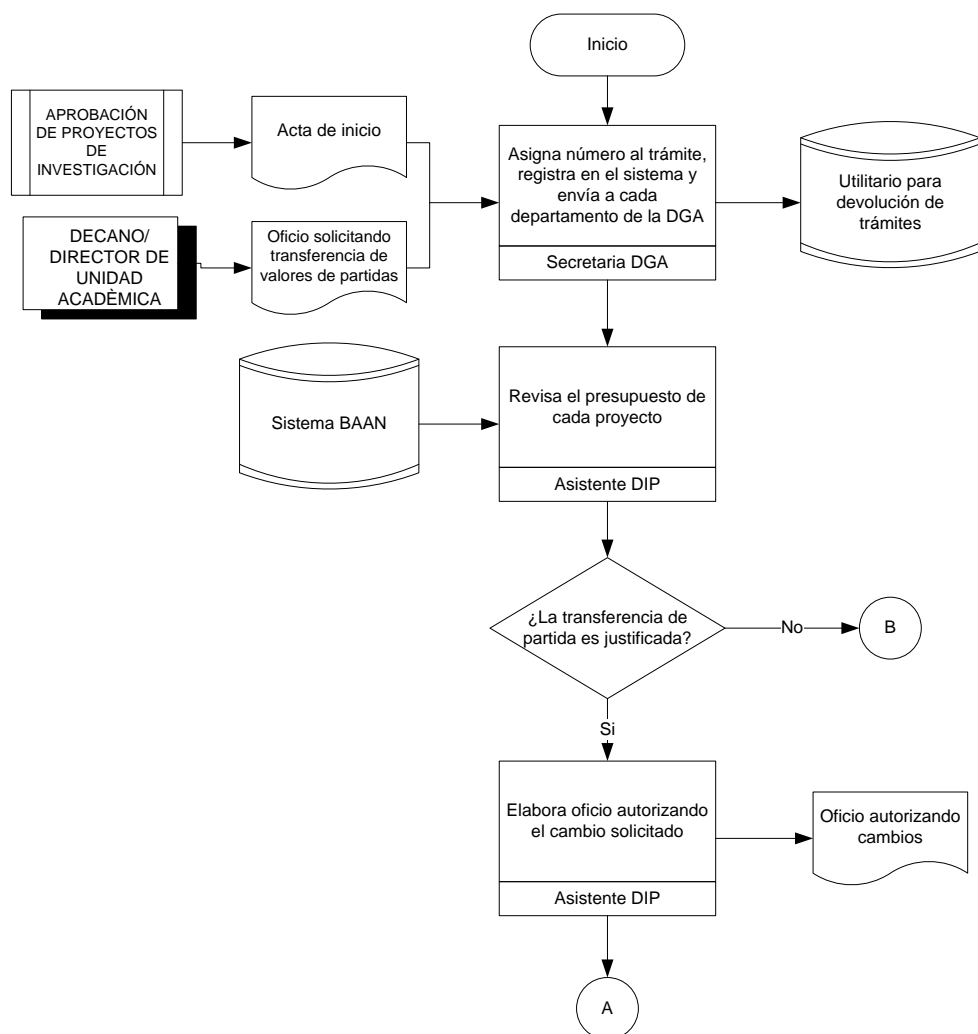 Inicio
APROBACIÓN
DE PROYECTOS
DE
INVESTIGACIÓN
Acta de inicio
Asigna número al trámite,
registra en el sistema y
envía a cada
departamento de la DGA
Secretaria DGA
Utilitario para
devolución de
trámites
DECANO/
DIRECTOR DE
UNIDAD
ACADÈMICA
Oficio solicitando
transferencia de
valores de partidas
Sistema BAAN
Revisa el presupuesto de
cada proyecto
Asistente DIP
¿La transferencia de
partida es justificada?
No
B
Si
Elabora oficio autorizando
el cambio solicitado
Asistente DIP
Oficio autorizando
cambios
A